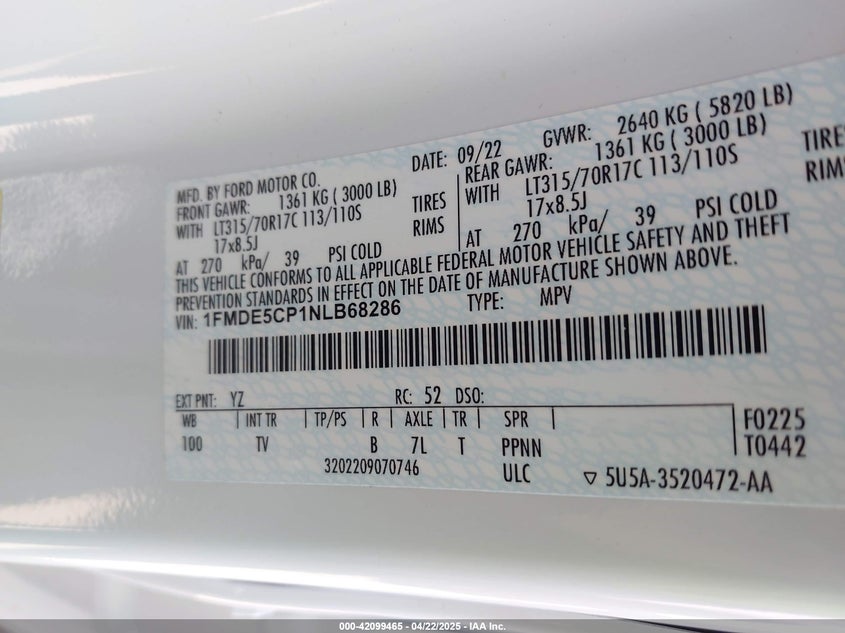 MFD. BY FORD MOTOR CO.
DATE: 09/22 GVWR: 2640 KG ( 5820 LB)
FRONT GAWR: 1361 KG ( 3000 LB)
WITH LT315/70R17C 113/110S TIRES
17x8.5J RIMS
AT 270 kPa/ 39 PSI COLD
REAR GAWR: 1361 KG ( 3000 LB)
WITH LT315/70R17C 113/110S TIRES
17x8.5J RIMS
AT 270 kPa/ 39 PSI COLD
THIS VEHICLE CONFORMS TO ALL APPLICABLE FEDERAL MOTOR VEHICLE SAFETY AND THEFT
PREVENTION STANDARDS IN EFFECT ON THE DATE OF MANUFACTURE SHOWN ABOVE.
VIN: 1FMDE5CP1NLB68286 TYPE: MPV
EXT PNT: YZ RC: 52 DSO:
WB INT TR TP/PS R AXLE TR SPR F0225
100 TV B 7L T PPNN T0442
3202209070746 ULC 5U5A-3520472-AA
000-42099465 - 04/22/2025 - IAA Inc.